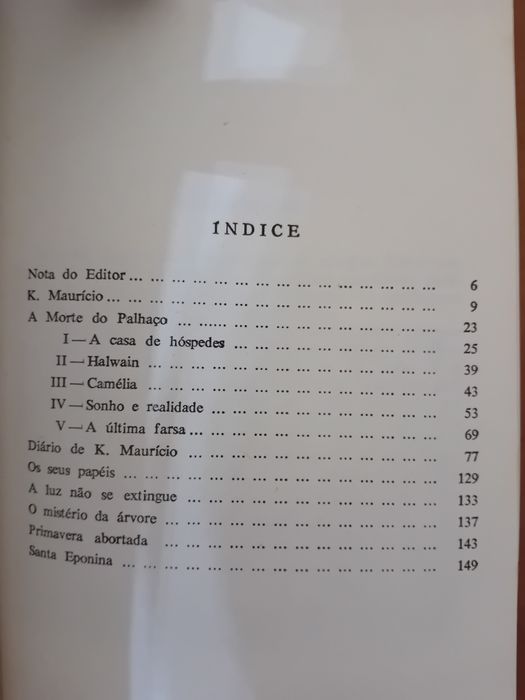 ÍNDICE
Nota do Editor ... ... ... ... ... ... ... ... ... ... ... ... ... 6
K. Maurício ... ... ... ... ... ... ... ... ... ... ... ... ... ... 9
A Morte do Palhaço ... ...... ... ... ... ... ... ... ... ... ... 23
I — A casa de hóspedes ... ... ... ... ... ... ... ... ... ... 25
II — Halwain ... ... ... ... ... ... ... ... ... ... ... ... ... 39
III — Camélia ... ... ... ... ... ... ... ... ... ... ... ... ... 43
IV — Sonho e realidade ... ... ... ... ... ... ... ... ... ... 53
V — A última farsa ... ... ... ... ... ... ... ... ... ... ... 69
Diário de K. Maurício ... ... ... ... ... ... ... ... ... ... ... 77
Os seus papéis ... ... ... ... ... ... ... ... ... ... ... ... ... 129
A luz não se extingue ... ... ... ... ... ... ... ... ... ... ... 133
O mistério da árvore ... ... ... ... ... ... ... ... ... ... ... ... 137
Primavera abortada ... ... ... ... ... ... ... ... ... ... ... ... 143
Santa Eponina ... ... ... ... ... ... ... ... ... ... ... ... ... 149